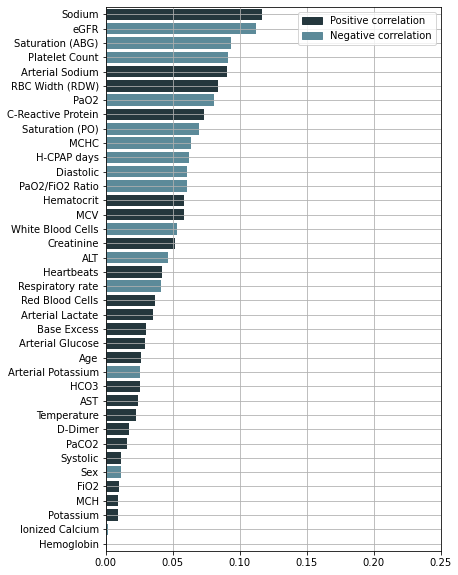 Sodium
eGFR
Saturation (ABG)
Platelet Count
Arterial Sodium
RBC Width (RDW)
PaO2
C-Reactive Protein
Saturation (PO)
MCHC
H-CPAP days
Diastolic
PaO2/FiO2 Ratio
Hematocrit
MCV
White Blood Cells
Creatinine
ALT
Heartbeats
Respiratory rate
Red Blood Cells
Arterial Lactate
Base Excess
Arterial Glucose
Age
Arterial Potassium
HCO3
AST
Temperature
D-Dimer
PaCO2
Systolic
Sex
FiO2
MCH
Potassium
Ionized Calcium
Hemoglobin
Positive correlation
Negative correlation
0.00 0.05 0.10 0.15 0.20 0.25